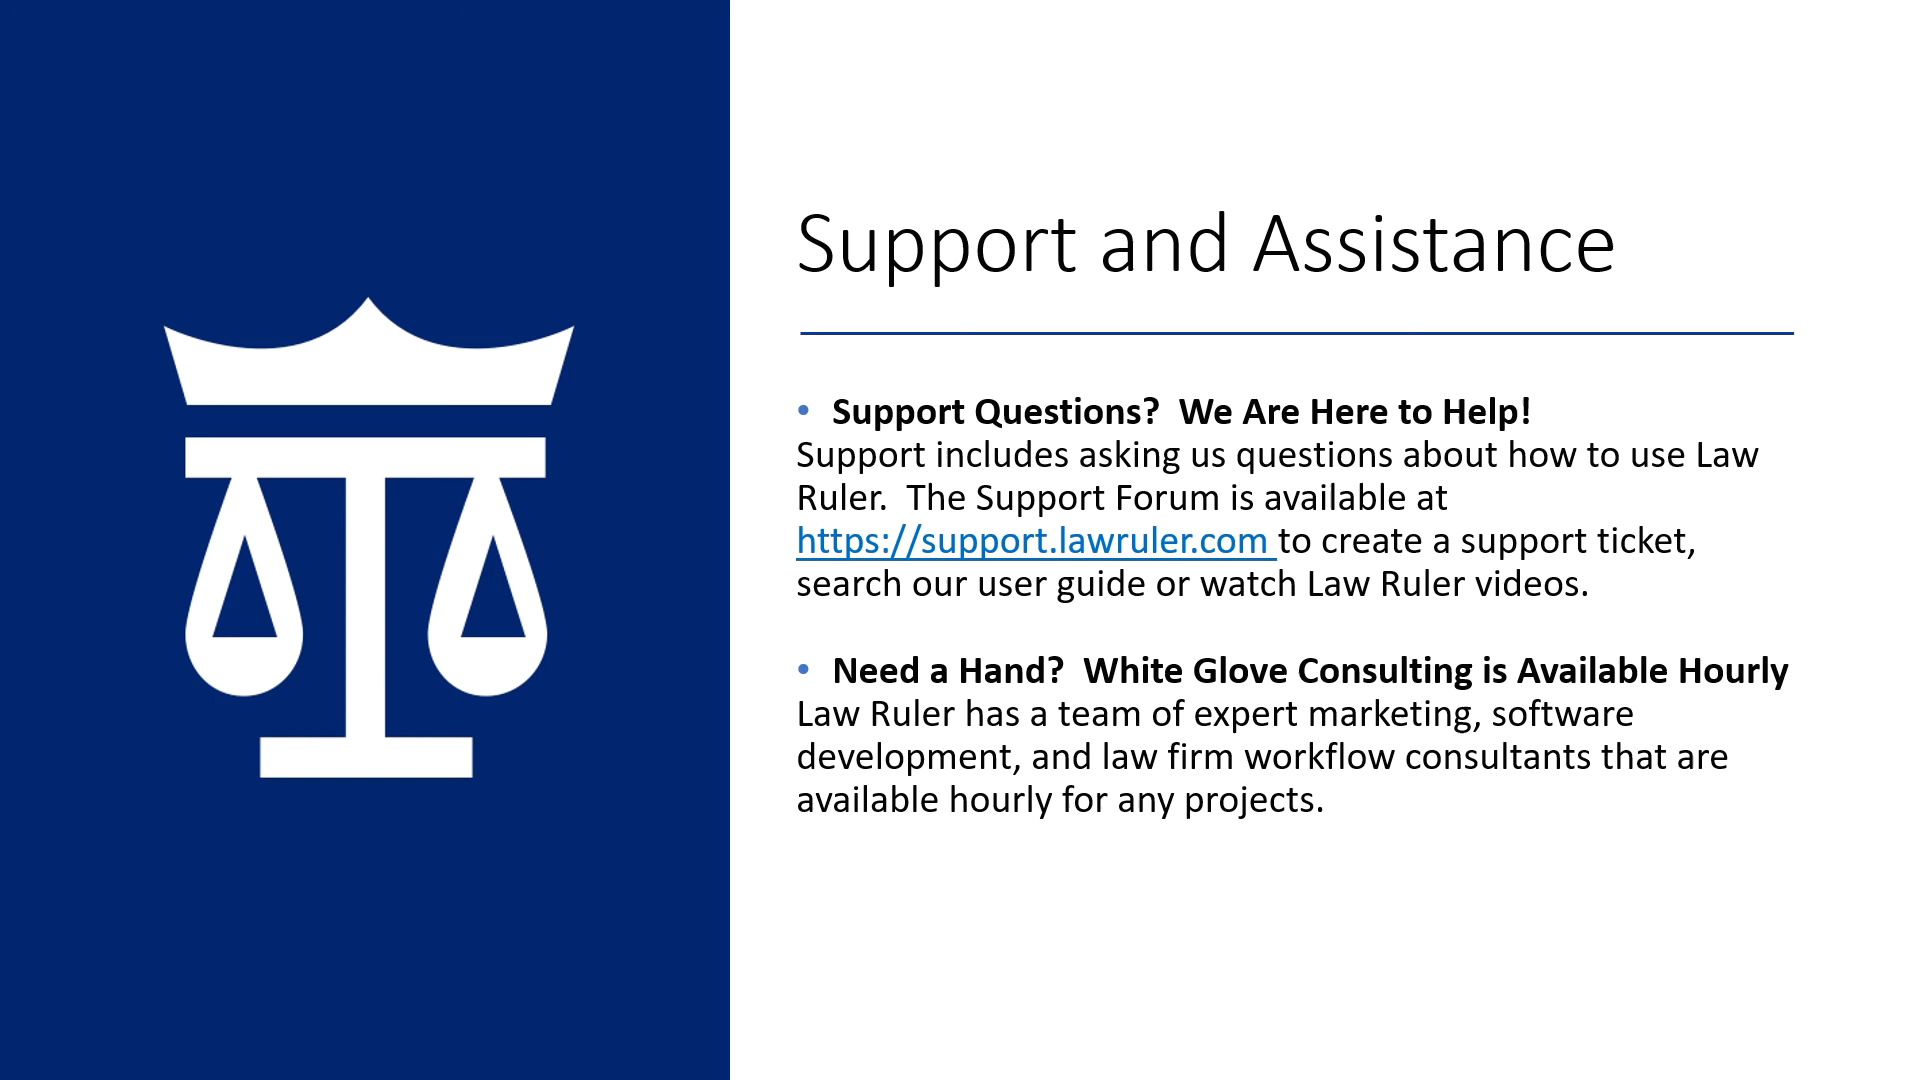 Support and Assistance
• Support Questions?  We Are Here to Help!
Support includes asking us questions about how to use Law
Ruler.  The Support Forum is available at
https://support.lawruler.com to create a support ticket,
search our user guide or watch Law Ruler videos.
• Need a Hand?  White Glove Consulting is Available Hourly
Law Ruler has a team of expert marketing, software
development, and law firm workflow consultants that are
available hourly for any projects.